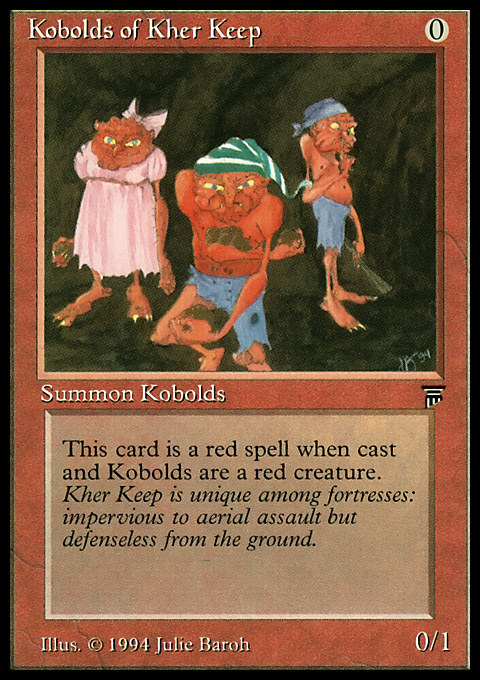 Kobolds of Kher Keep 0
Summon Kobolds
This card is a red spell when cast
and Kobolds are a red creature.
Kher Keep is unique among fortresses:
impervious to aerial assault but
defenseless from the ground.
Illus. © 1994 Julie Baroh 0/1